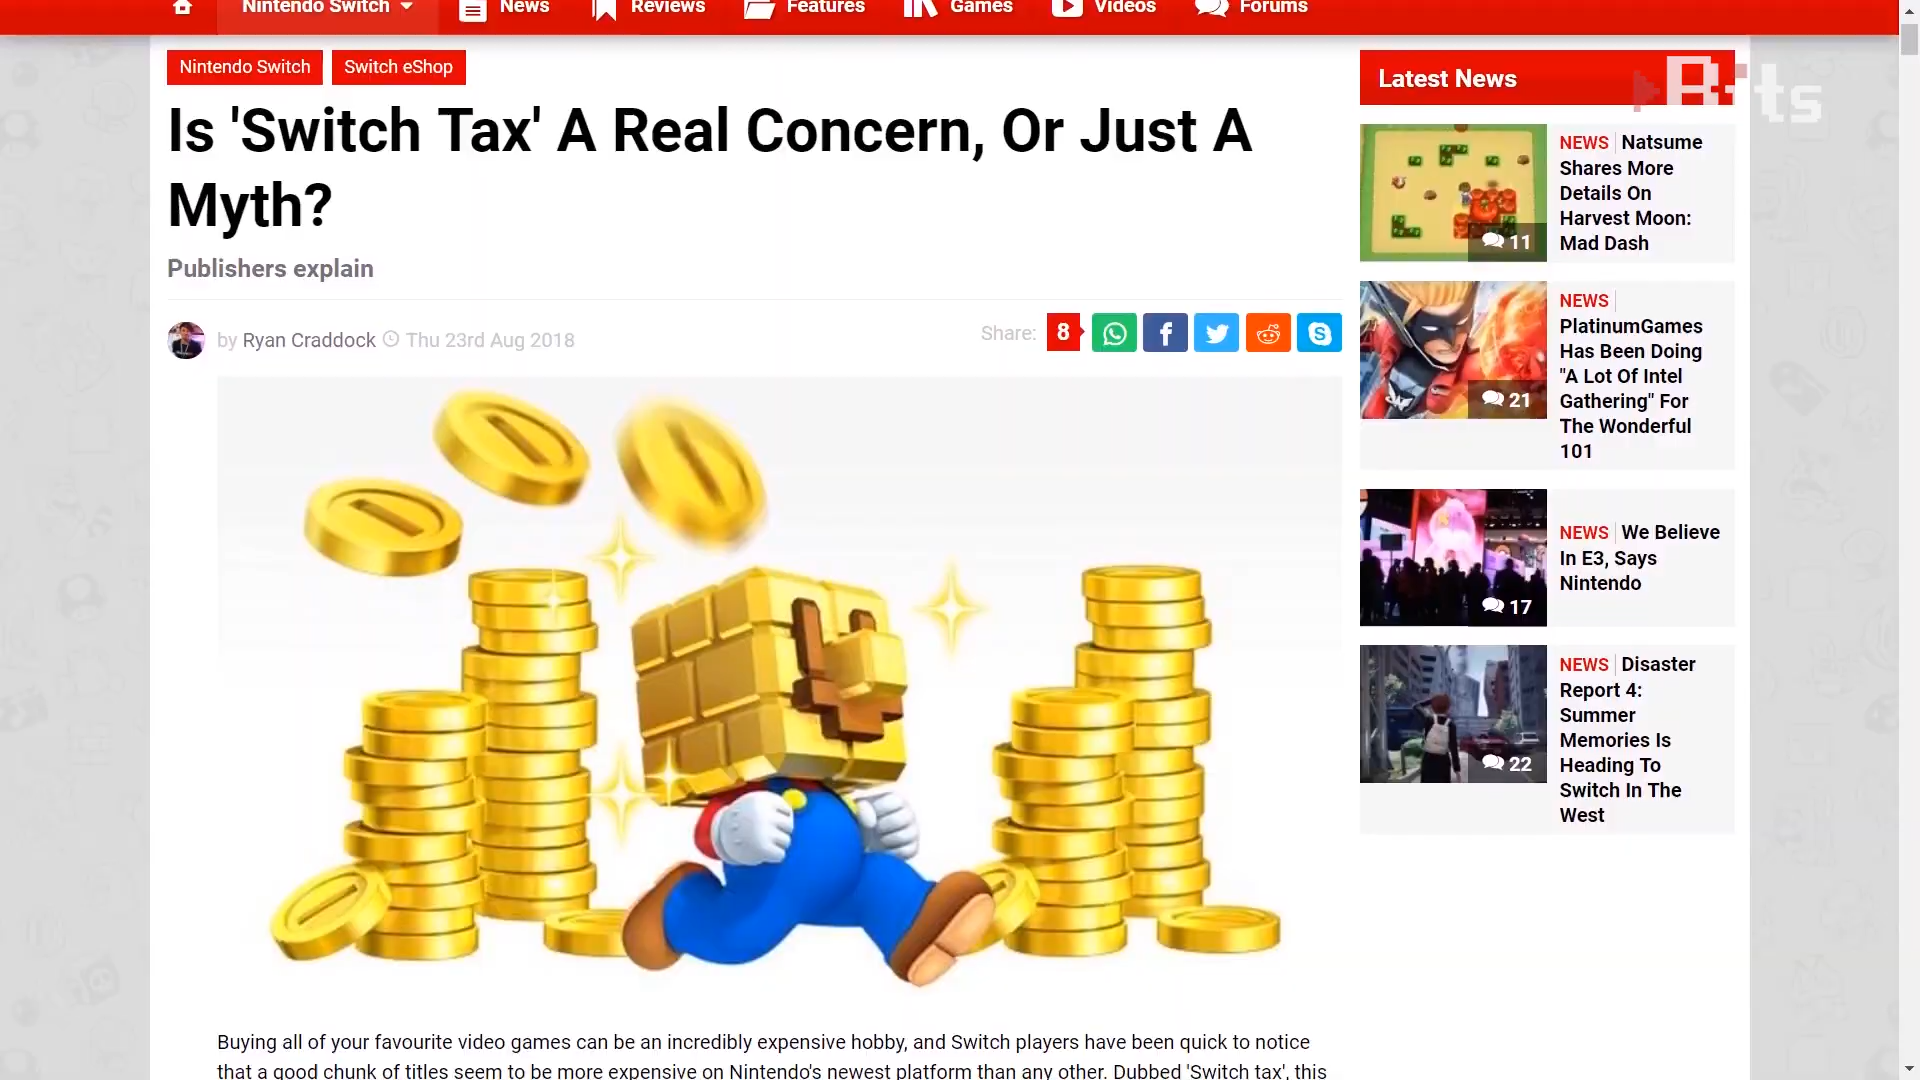 Nintendo Switch News Reviews Features Games Videos Forums
Nintendo Switch Switch eShop
Is 'Switch Tax' A Real Concern, Or Just A
Myth?
Publishers explain
by Ryan Craddock Thu 23rd Aug 2018
Share: 8
Buying all of your favourite video games can be an incredibly expensive hobby, and Switch players have been quick to notice
that a good chunk of titles seem to be more expensive on Nintendo's newest platform than any other. Dubbed 'Switch tax', this
Latest News
NEWS Natsume
Shares More
Details On
Harvest Moon:
Mad Dash
11
NEWS
PlatinumGames
Has Been Doing
"A Lot Of Intel
Gathering" For
The Wonderful
101
21
NEWS We Believe
In E3, Says
Nintendo
17
NEWS Disaster
Report 4:
Summer
Memories Is
Heading To
Switch In The
West
22